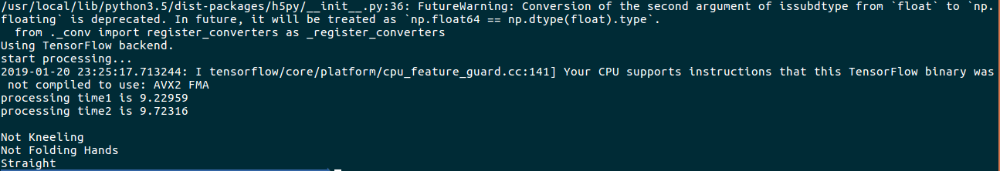 /usr/local/lib/python3.5/dist-packages/h5py/__init__.py:36: FutureWarning: Conversion of the second argument of issubdtype from `float` to `np.
floating` is deprecated. In future, it will be treated as `np.float64 == np.dtype(float).type`.
  from ._conv import register_converters as _register_converters
Using TensorFlow backend.
start processing...
2019-01-20 23:25:17.713244: I tensorflow/core/platform/cpu_feature_guard.cc:141] Your CPU supports instructions that this TensorFlow binary was
 not compiled to use: AVX2 FMA
processing time1 is 9.22959
processing time2 is 9.72316

Not Kneeling
Not Folding Hands
Straight